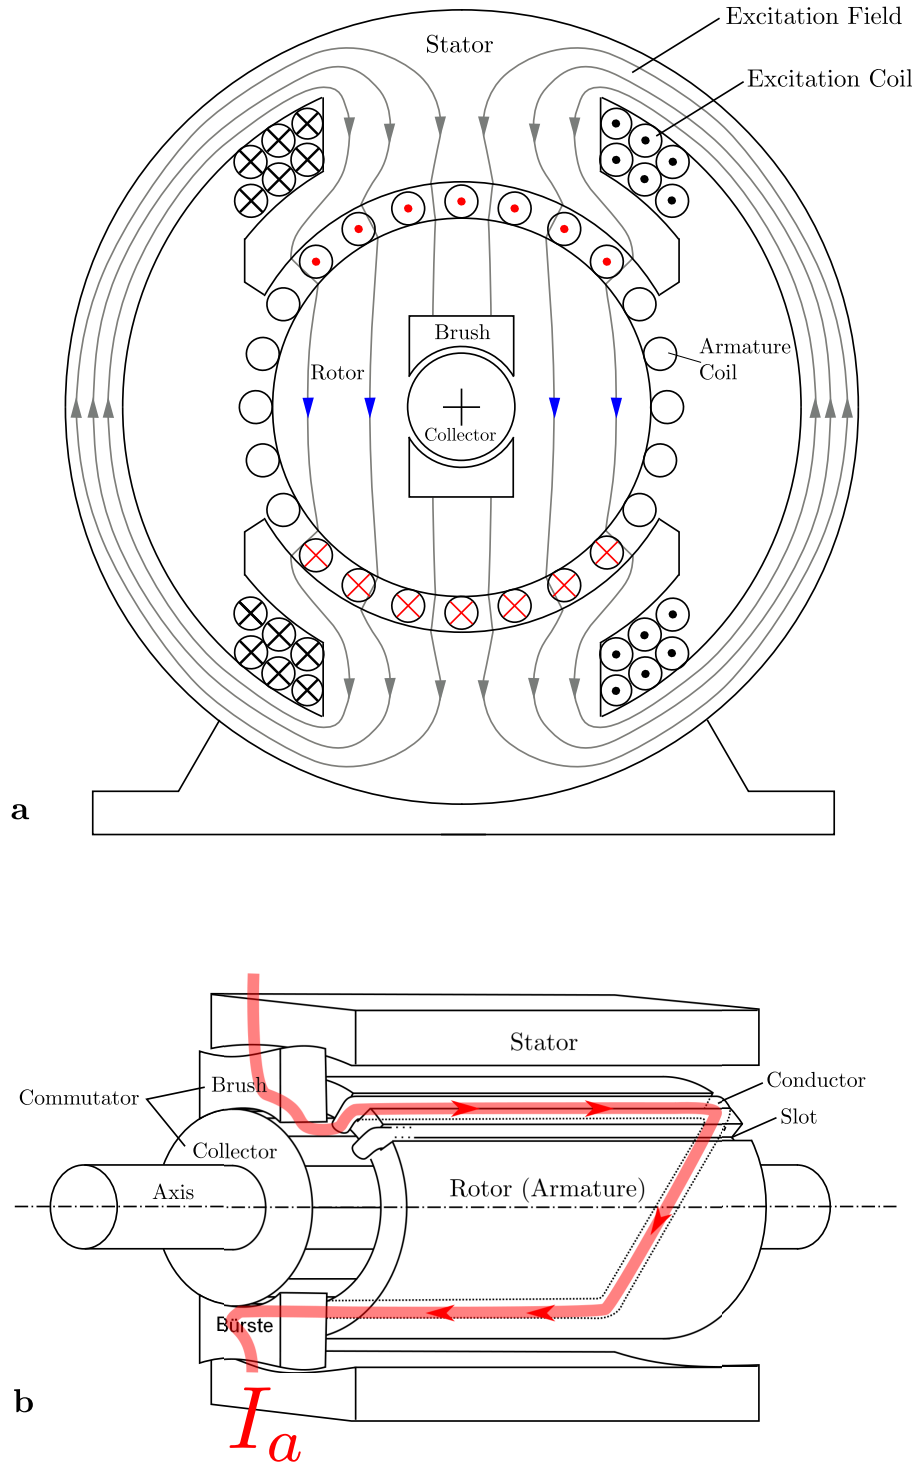 Excitation Field
Stator
Excitation Coil
Brush
Armature
Coil
Rotor
Collector
a
Stator
Brush
Conductor
Commutator
Slot
Collector
Rotor (Armature)
Axis
Bürste
b
Iₐ